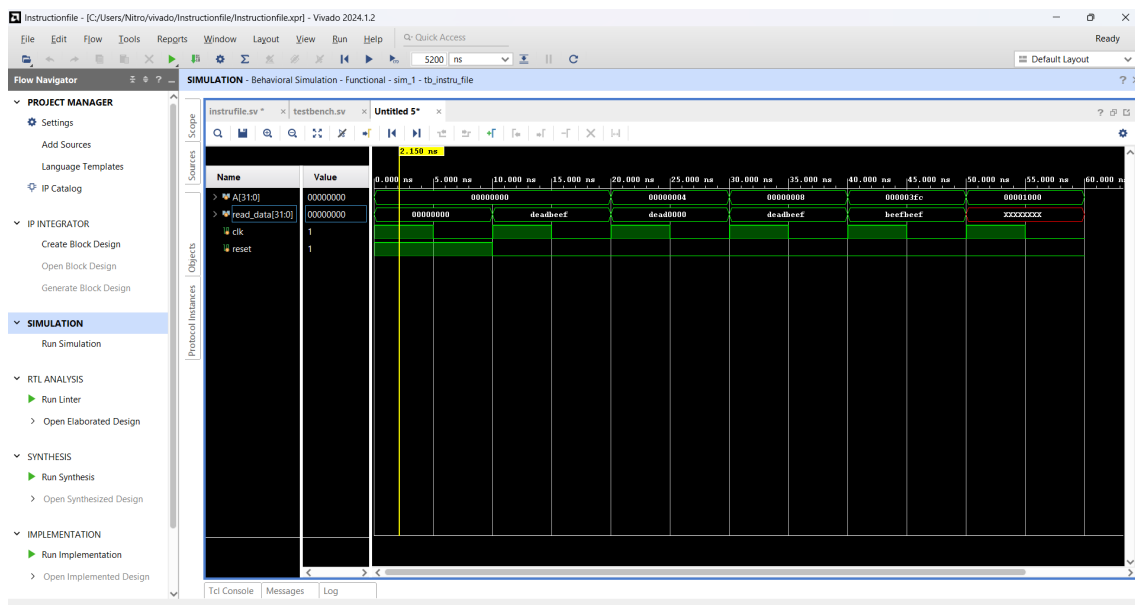 Instructionfile - [C:/Users/Nitro/vivado/Instructionfile/Instructionfile.xpr] - Vivado 2024.1.2
File Edit Flow Tools Reports Window Layout View Run Help Q- Quick Access Ready
5200 ns Default Layout
Flow Navigator SIMULATION - Behavioral Simulation - Functional - sim_1 - tb_instru_file
PROJECT MANAGER
Settings
Add Sources
Language Templates
IP Catalog
IP INTEGRATOR
Create Block Design
Open Block Design
Generate Block Design
SIMULATION
Run Simulation
RTL ANALYSIS
Run Linter
Open Elaborated Design
SYNTHESIS
Run Synthesis
Open Synthesized Design
IMPLEMENTATION
Run Implementation
Open Implemented Design
Scope
Sources
Objects
Protocol Instances
instrufile.sv * testbench.sv Untitled 5*
2.150 ns
Name Value 0.000 ns 5.000 ns 10.000 ns 15.000 ns 20.000 ns 25.000 ns 30.000 ns 35.000 ns 40.000 ns 45.000 ns 50.000 ns 55.000 ns 60.000
A[31:0] 00000000 00000000 00000004 00000008 000003fc 00001000
read_data[31:0] 00000000 00000000 deadbeef dead0000 deadbeef beefbeef XXXXXXXX
clk 1
reset 1
Tcl Console Messages Log